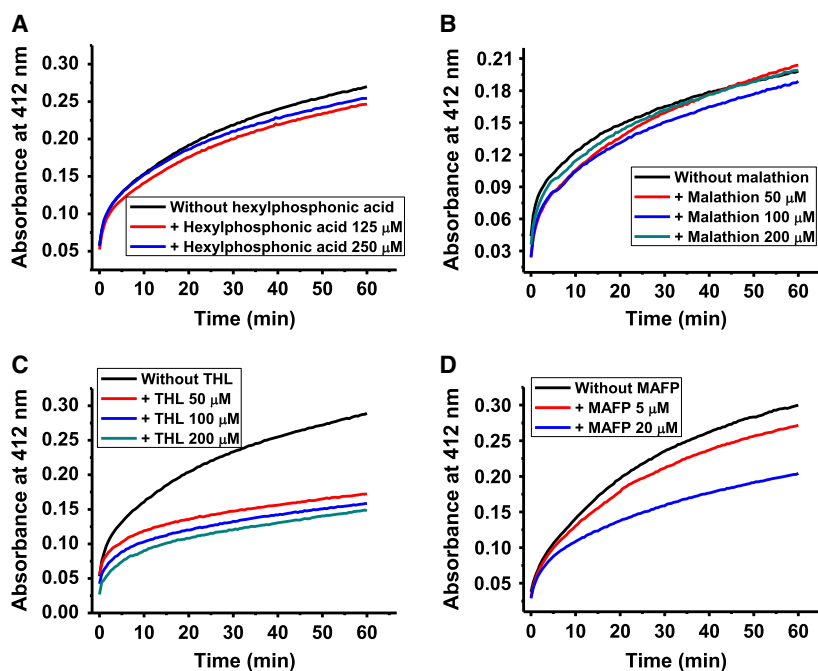 A
Absorbance at 412 nm
0.30
0.25
0.20
0.15
0.10
0.05
Without hexylphosphonic acid
+ Hexylphosphonic acid 125 μM
+ Hexylphosphonic acid 250 μM
0 10 20 30 40 50 60
Time (min)
B
Absorbance at 412 nm
0.21
0.18
0.15
0.12
0.09
0.06
0.03
Without malathion
+ Malathion 50 μM
+ Malathion 100 μM
+ Malathion 200 μM
0 10 20 30 40 50 60
Time (min)
C
Absorbance at 412 nm
0.30
0.25
0.20
0.15
0.10
0.05
0.00
Without THL
+ THL 50 μM
+ THL 100 μM
+ THL 200 μM
0 10 20 30 40 50 60
Time (min)
D
Absorbance at 412 nm
0.30
0.25
0.20
0.15
0.10
0.05
Without MAFP
+ MAFP 5 μM
+ MAFP 20 μM
0 10 20 30 40 50 60
Time (min)